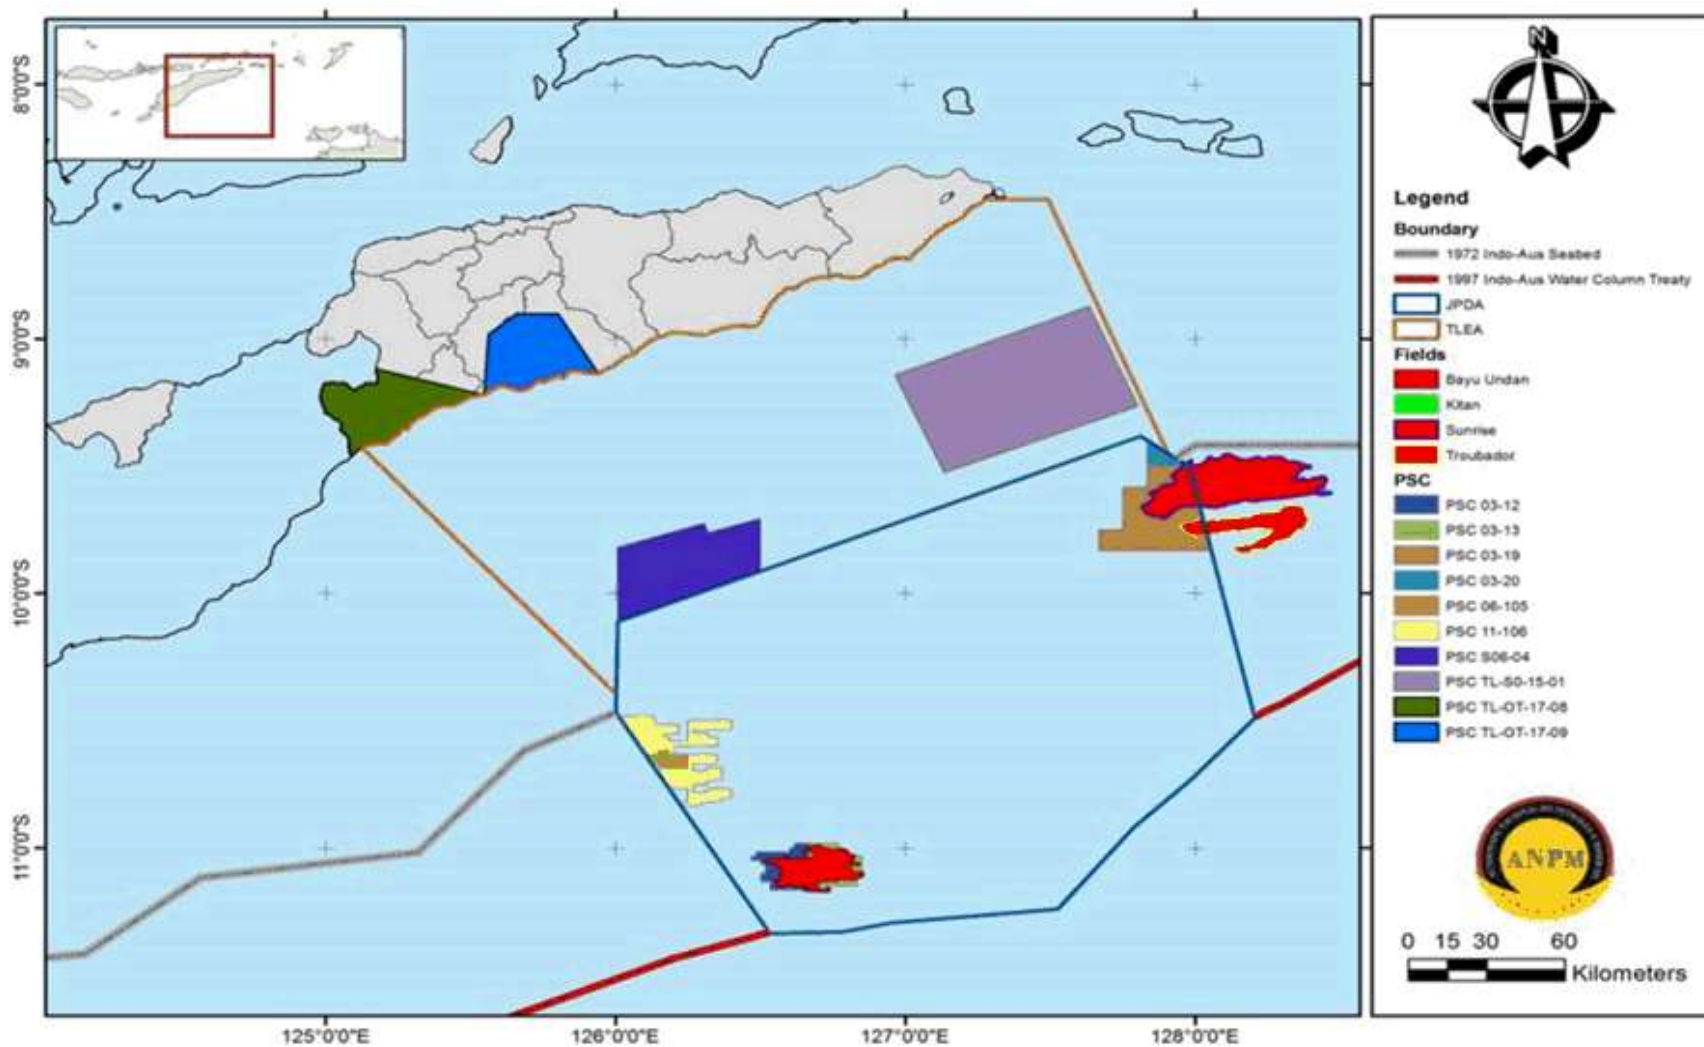 8°0'0"S
9°0'0"S
10°0'0"S
11°0'0"S
125°0'0"E
126°0'0"E
127°0'0"E
128°0'0"E
N
Legend
Boundary
1972 Indo-Aus Seabed
1997 Indo-Aus Water Column Treaty
JPDA
TLEA
Fields
Bayu Undan
Kitan
Sunrise
Troubador
PSC
PSC 03-12
PSC 03-13
PSC 03-19
PSC 03-20
PSC 06-105
PSC 11-106
PSC S06-04
PSC TL-S0-15-01
PSC TL-OT-17-08
PSC TL-OT-17-09
ANPM
0 15 30 60
Kilometers